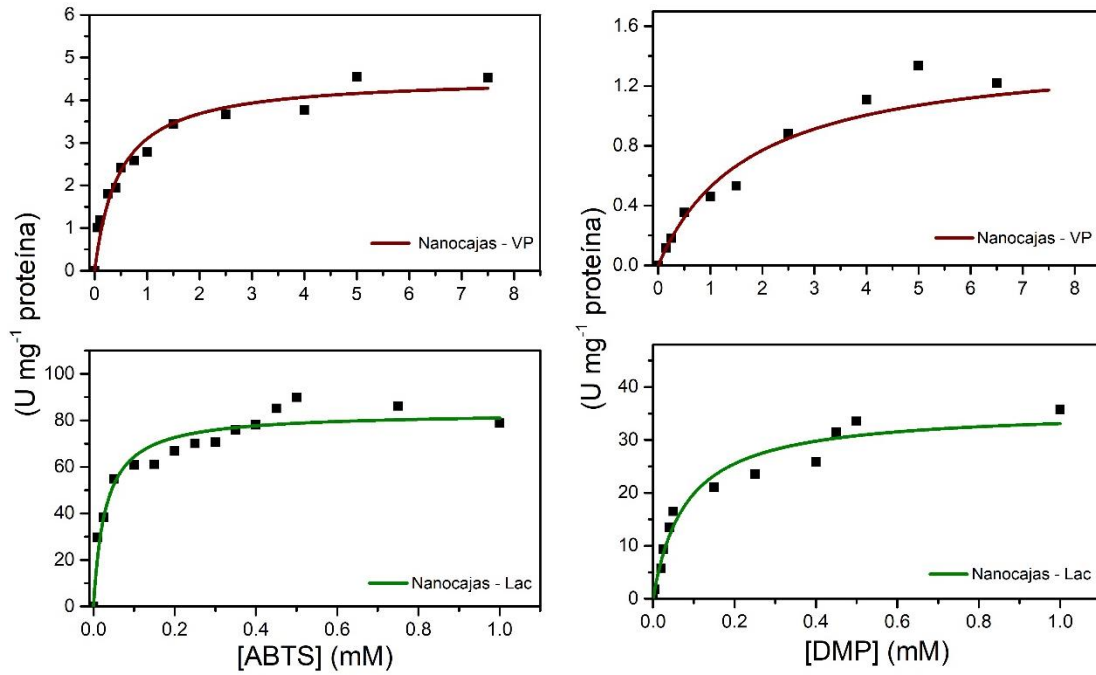 6
5
4
3
2
1
0
0 1 2 3 4 5 6 7 8
Nanocajas - VP
1.6
1.2
0.8
0.4
0.0
0 1 2 3 4 5 6 7 8
Nanocajas - VP
(U mg⁻¹ proteína)
(U mg⁻¹ proteína)
100
80
60
40
20
0
0.0 0.2 0.4 0.6 0.8 1.0
Nanocajas - Lac
[ABTS] (mM)
40
30
20
10
0
0.0 0.2 0.4 0.6 0.8 1.0
Nanocajas - Lac
[DMP] (mM)